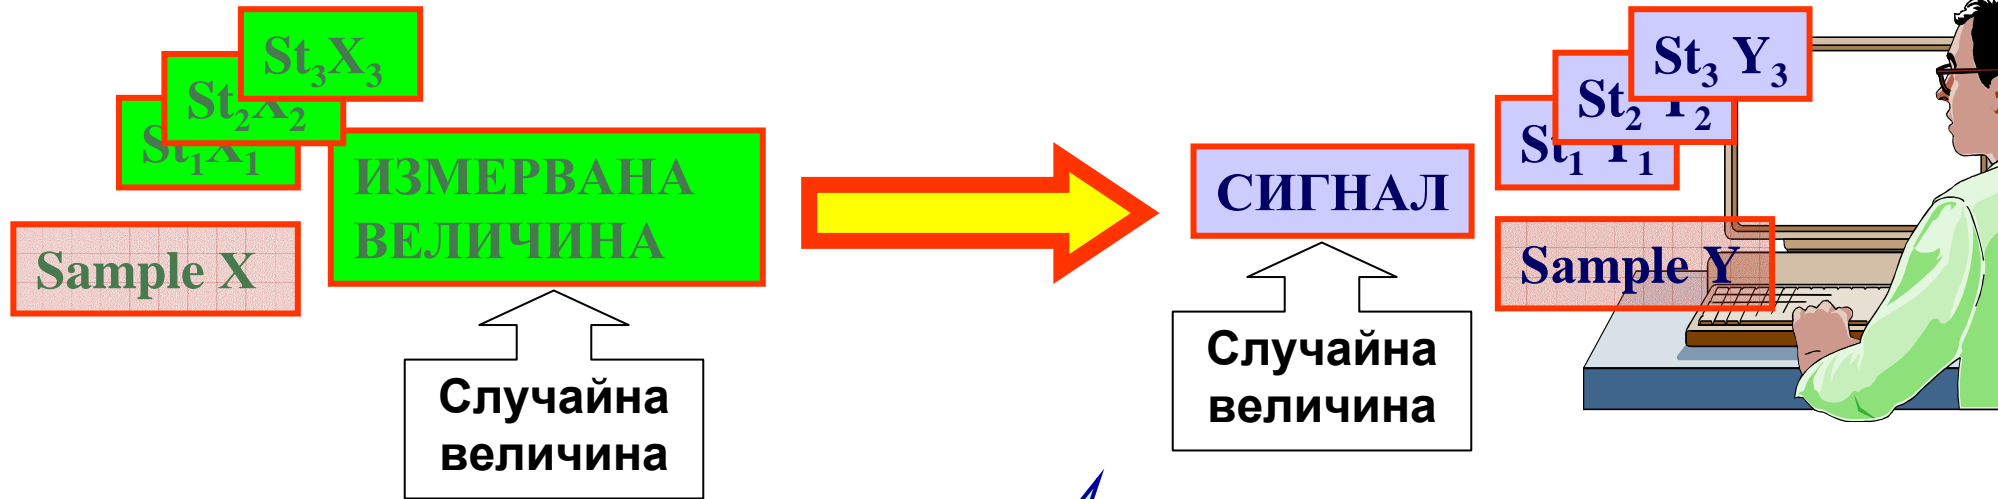 St₃X₃
St₂X₂
St₁X₁
ИЗМЕРВАНА
ВЕЛИЧИНА
Sample X
Случайна
величина
СИГНАЛ
Случайна
величина
St₃ Y₃
St₂ Y₂
St₁ Y₁
Sample Y